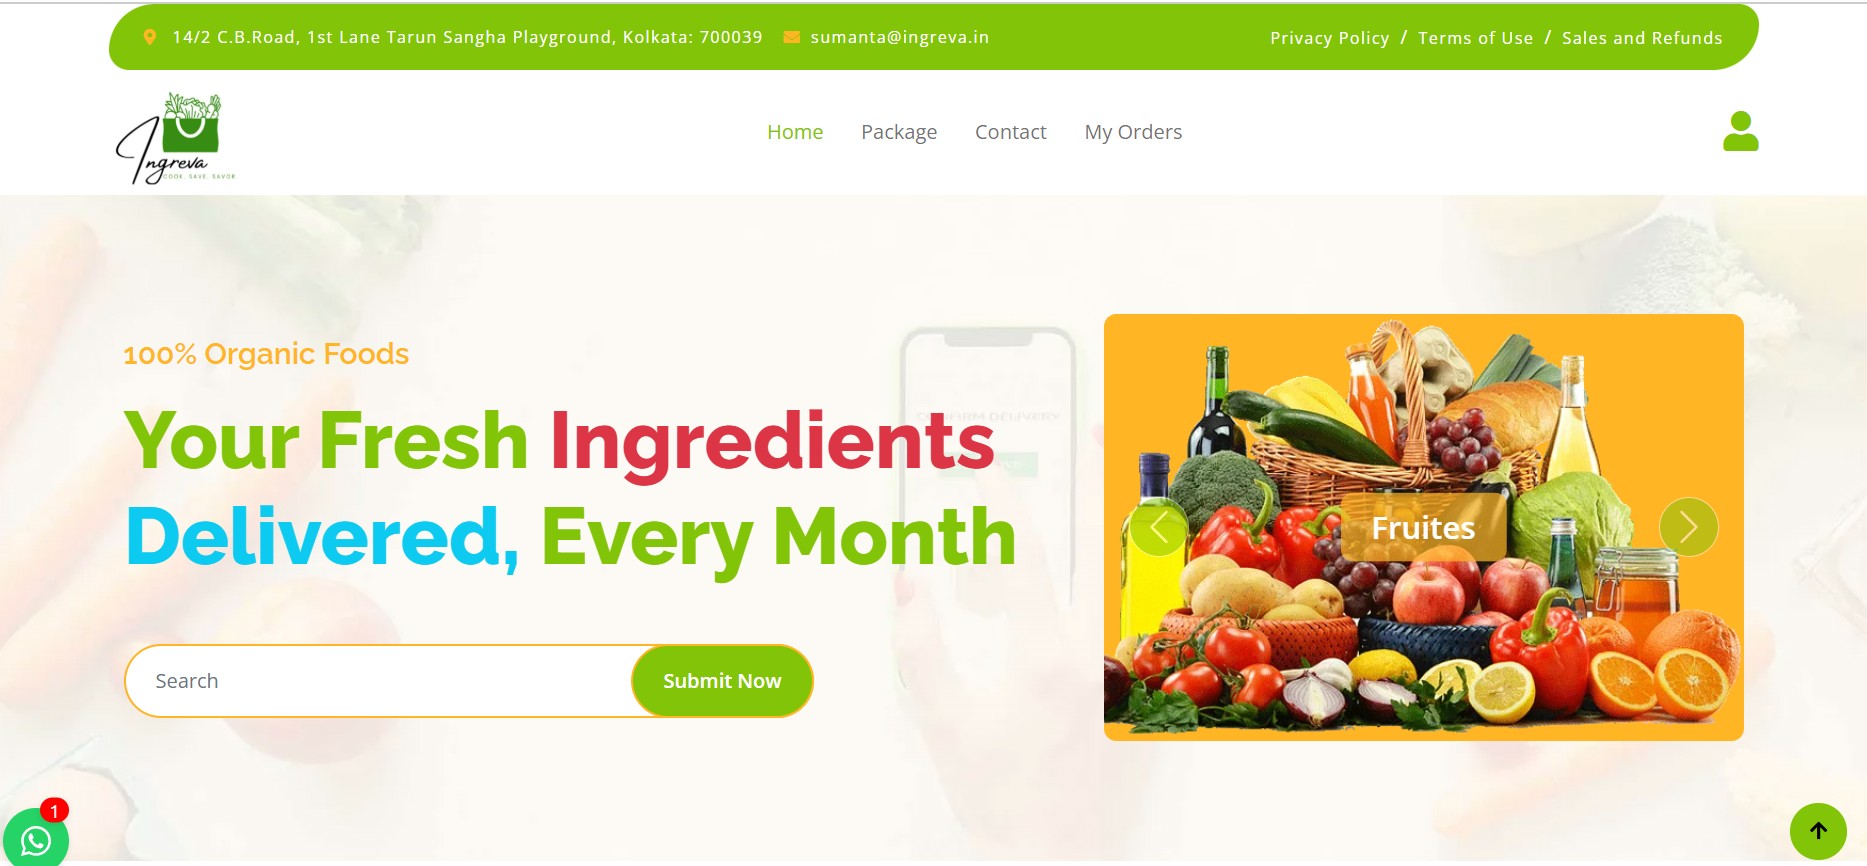 14/2 C.B.Road, 1st Lane Tarun Sangha Playground, Kolkata: 700039 sumanta@ingreva.in Privacy Policy / Terms of Use / Sales and Refunds
Ingreva
COOK. SAVE. SAVOR.
Home Package Contact My Orders
100% Organic Foods
Your Fresh Ingredients
Delivered, Every Month
CONFIRM DELIVERY
Fruites
Search Submit Now
1